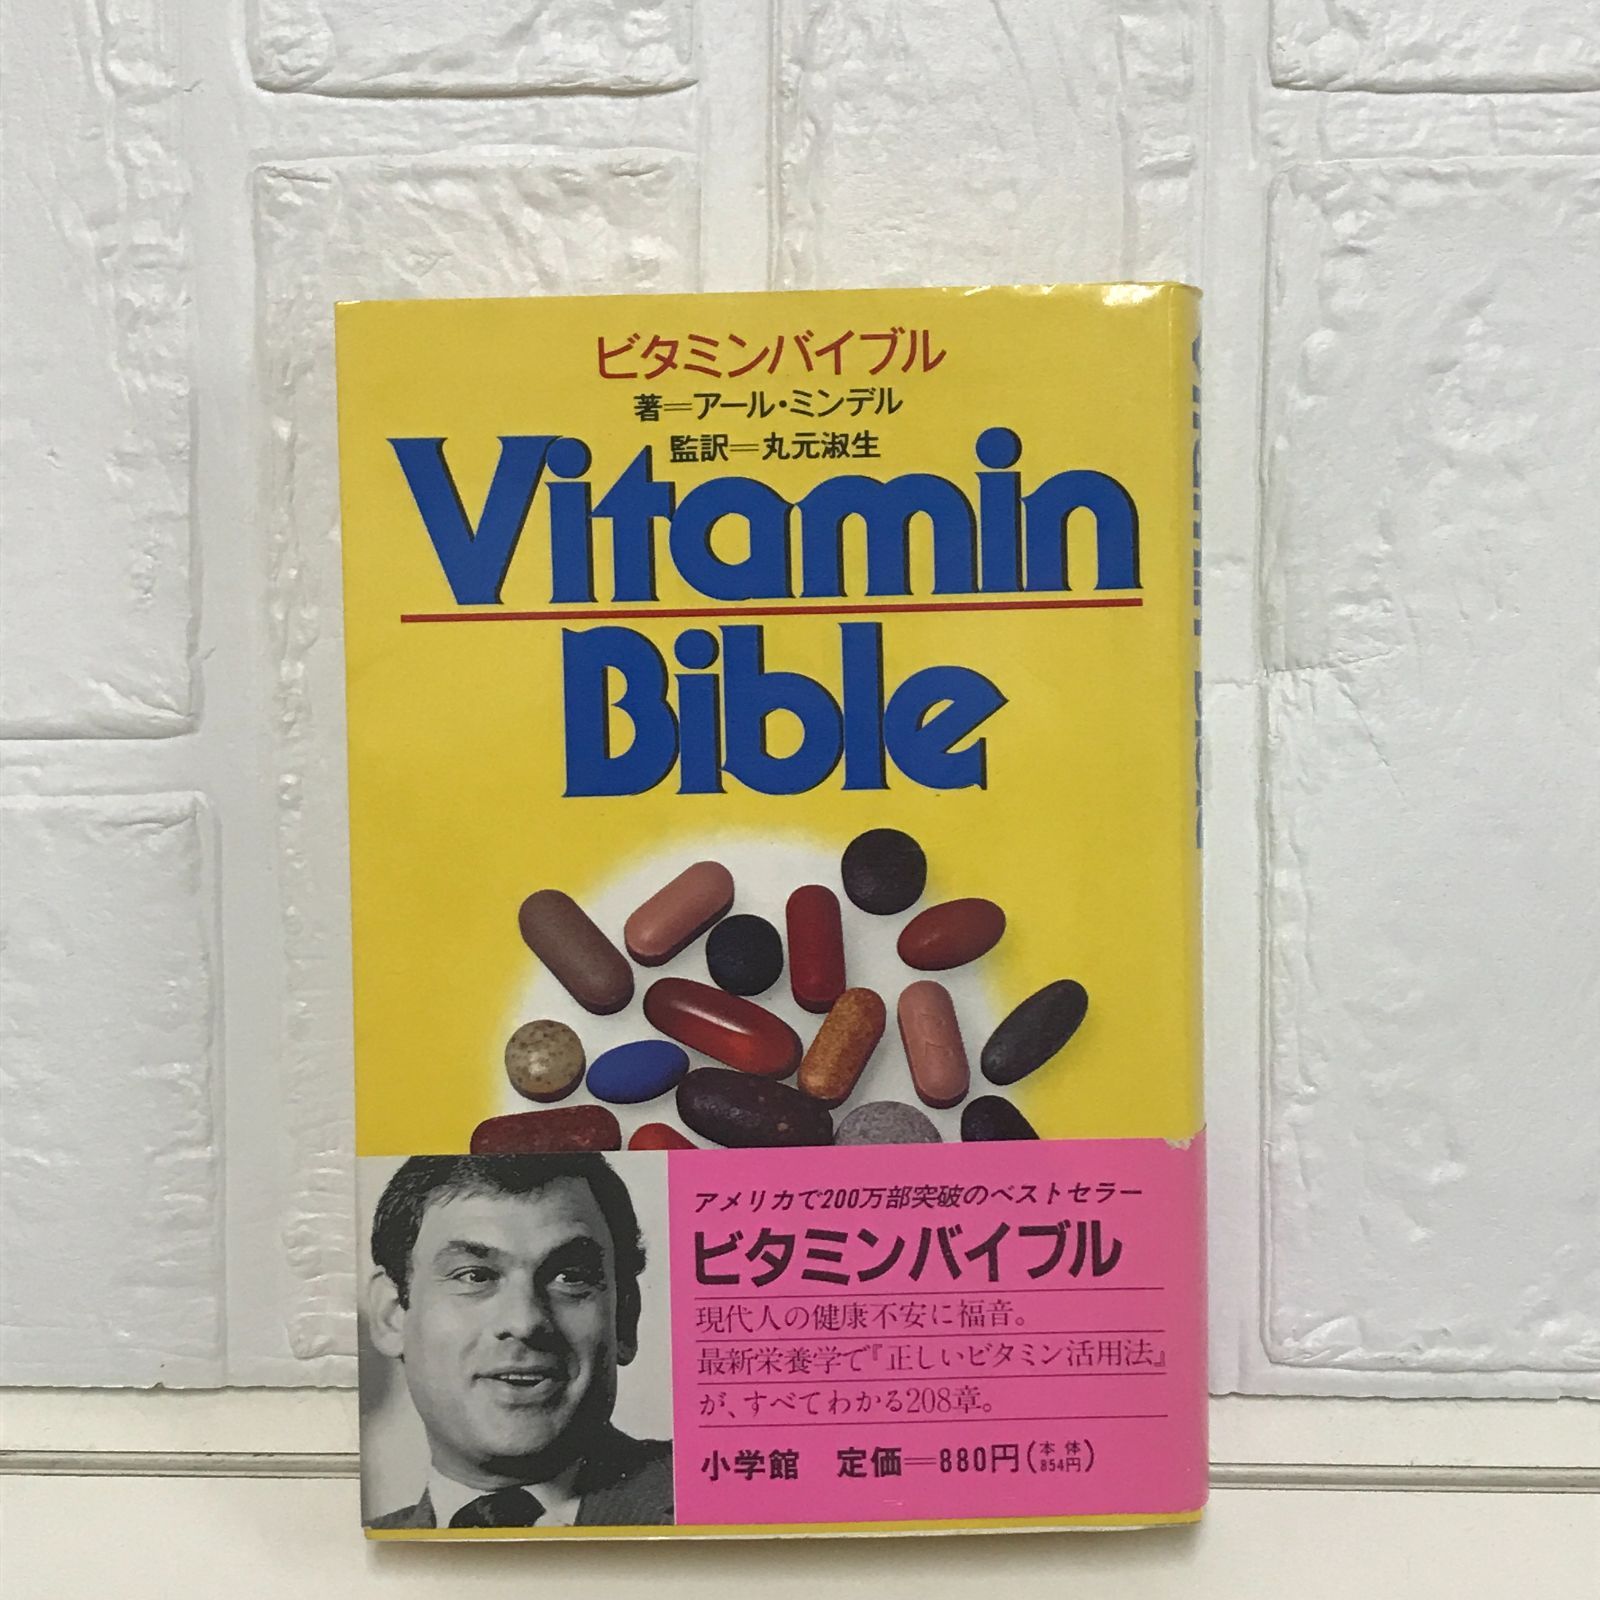 ビタミンバイブル
著=アール・ミンデル
監訳=丸元淑生
Vitamin
Bible
アメリカで200万部突破のベストセラー
ビタミンバイブル
現代人の健康不安に福音。
最新栄養学で『正しいビタミン活用法』
が、すべてわかる208章。
小学館 定価=880円(本体854円)
Vitamin Bible